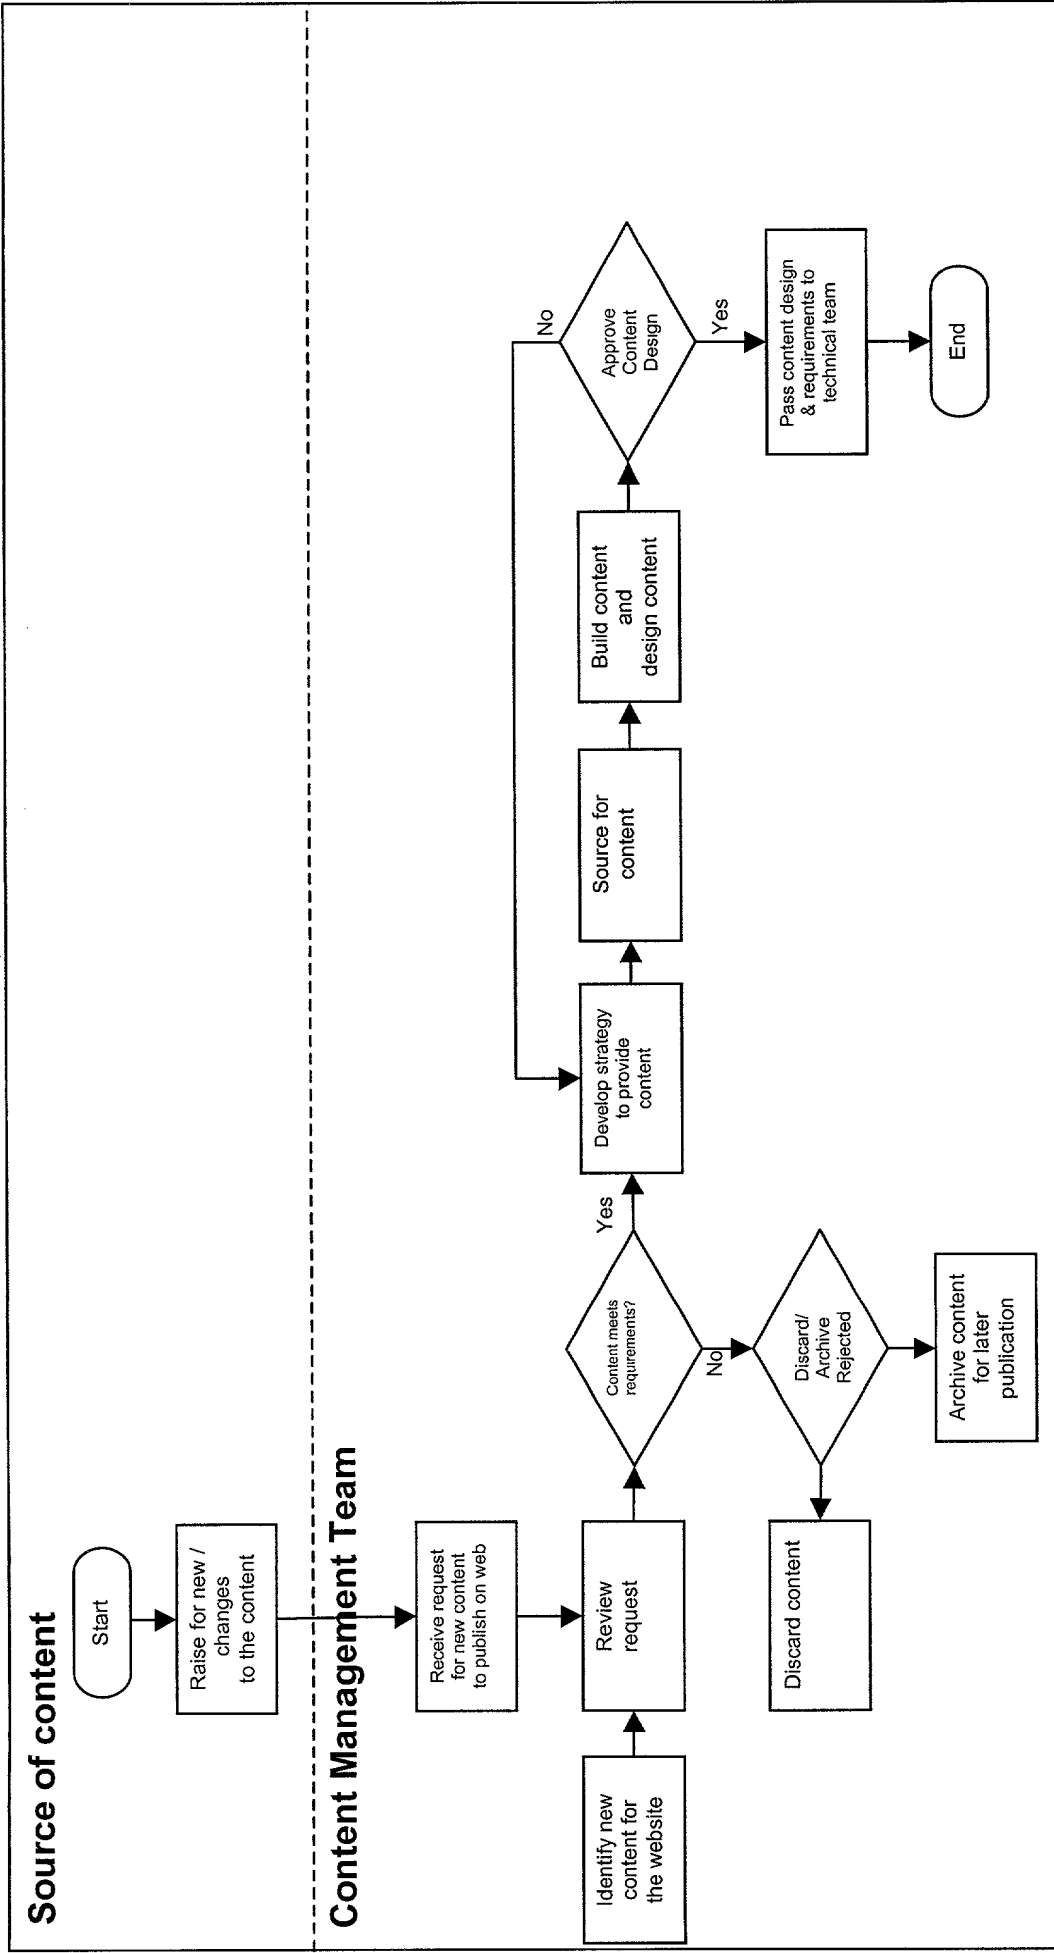 Source of content
Start
Raise for new /
changes
to the content
Content Management Team
Receive request
for new content
to publish on web
Identify new
content for
the website
Review
request
Content meets
requirements?
Yes
No
Discard/
Archive
Rejected
Discard content
Archive content
for later
publication
Develop strategy
to provide
content
Source for
content
Build content
and
design content
Approve
Content
Design
No
Yes
Pass content design
& requirements to
technical team
End